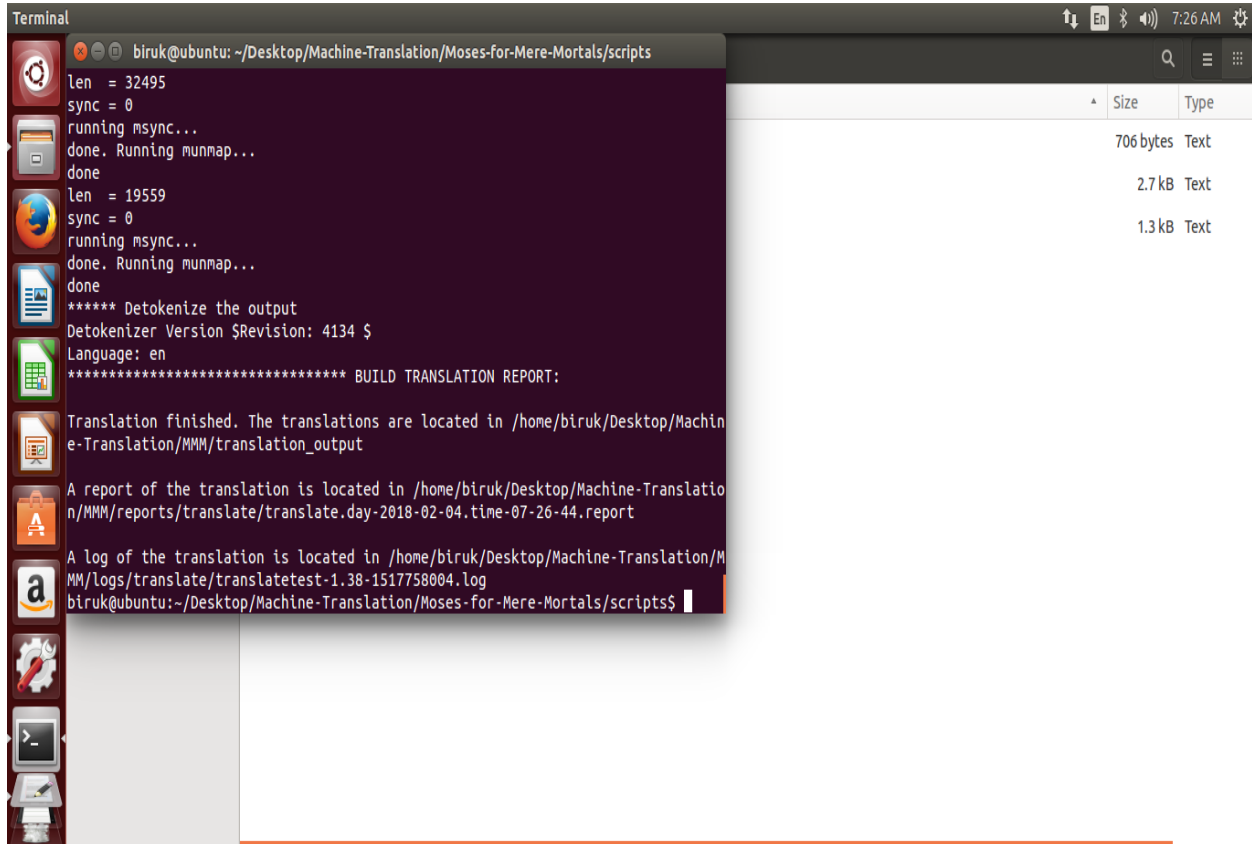 Terminal
En
7:26 AM
biruk@ubuntu: ~/Desktop/Machine-Translation/Moses-for-Mere-Mortals/scripts
len  = 32495
sync = 0
running msync...
done. Running munmap...
done
len  = 19559
sync = 0
running msync...
done. Running munmap...
done
****** Detokenize the output
Detokenizer Version $Revision: 4134 $
Language: en
********************************** BUILD TRANSLATION REPORT:
Translation finished. The translations are located in /home/biruk/Desktop/Machin
e-Translation/MMM/translation_output
A report of the translation is located in /home/biruk/Desktop/Machine-Translatio
n/MMM/reports/translate/translate.day-2018-02-04.time-07-26-44.report
A log of the translation is located in /home/biruk/Desktop/Machine-Translation/M
MM/logs/translate/translatetest-1.38-1517758004.log
biruk@ubuntu:~/Desktop/Machine-Translation/Moses-for-Mere-Mortals/scripts$
Size Type
706 bytes Text
2.7 kB Text
1.3 kB Text